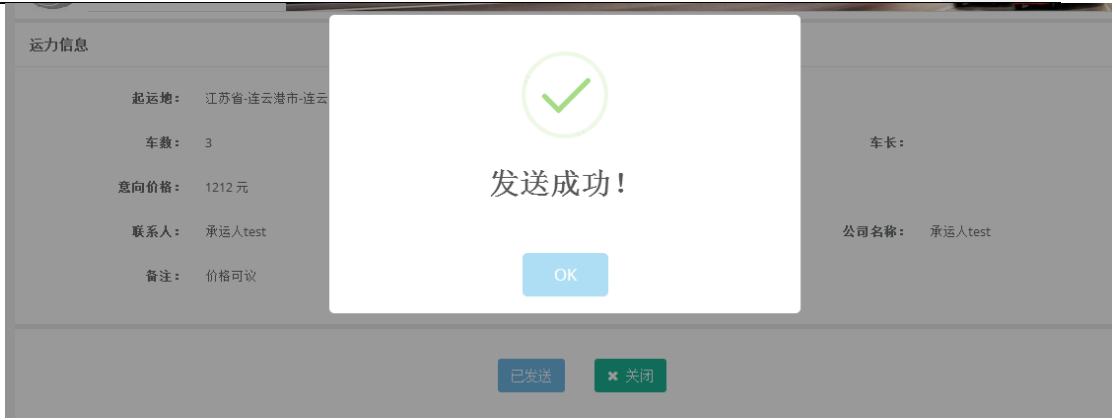 运力信息
起运地： 江苏省-连云港市-连云
车数： 3
车长：
意向价格： 1212 元
发送成功！
联系人： 承运人test
公司名称： 承运人test
备注： 价格可议
OK
已发送
✖ 关闭